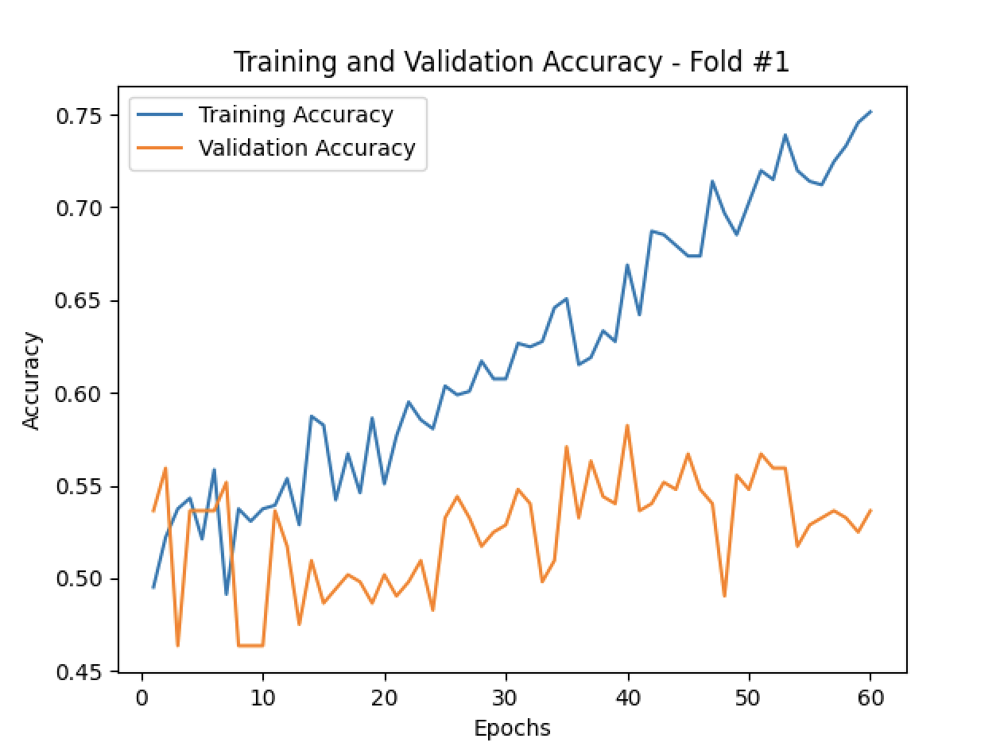 Training and Validation Accuracy - Fold #1
Training Accuracy
Validation Accuracy
0.75
0.70
0.65
0.60
0.55
0.50
0.45
Accuracy
0 10 20 30 40 50 60
Epochs